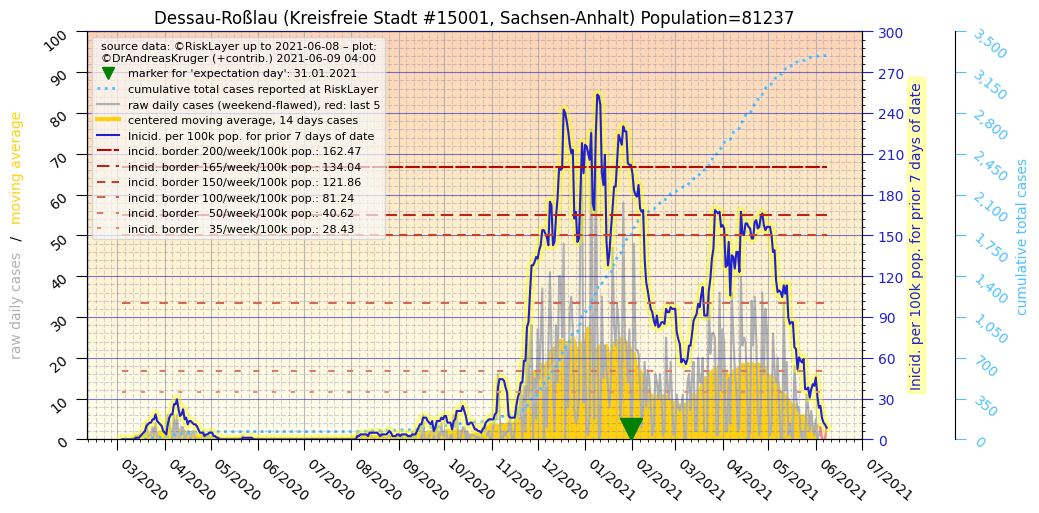 Dessau-Roßlau (Kreisfreie Stadt #15001, Sachsen-Anhalt) Population=81237
source data: ©RiskLayer up to 2021-06-08 – plot:
©DrAndreasKruger (+contrib.) 2021-06-09 04:00
marker for 'expectation day': 31.01.2021
cumulative total cases reported at RiskLayer
raw daily cases (weekend-flawed), red: last 5
centered moving average, 14 days cases
Inicid. per 100k pop. for prior 7 days of date
incid. border 200/week/100k pop.: 162.47
incid. border 165/week/100k pop.: 134.04
incid. border 150/week/100k pop.: 121.86
incid. border 100/week/100k pop.: 81.24
incid. border 50/week/100k pop.: 40.62
incid. border 35/week/100k pop.: 28.43
raw daily cases / moving average
100
90
80
70
60
50
40
30
20
10
0
300
270
240
210
180
150
120
90
60
30
0
Inicid. per 100k pop. for prior 7 days of date
3,500
3,150
2,800
2,450
2,100
1,750
1,400
1,050
700
350
0
cumulative total cases
03/2020
04/2020
05/2020
06/2020
07/2020
08/2020
09/2020
10/2020
11/2020
12/2020
01/2021
02/2021
03/2021
04/2021
05/2021
06/2021
07/2021